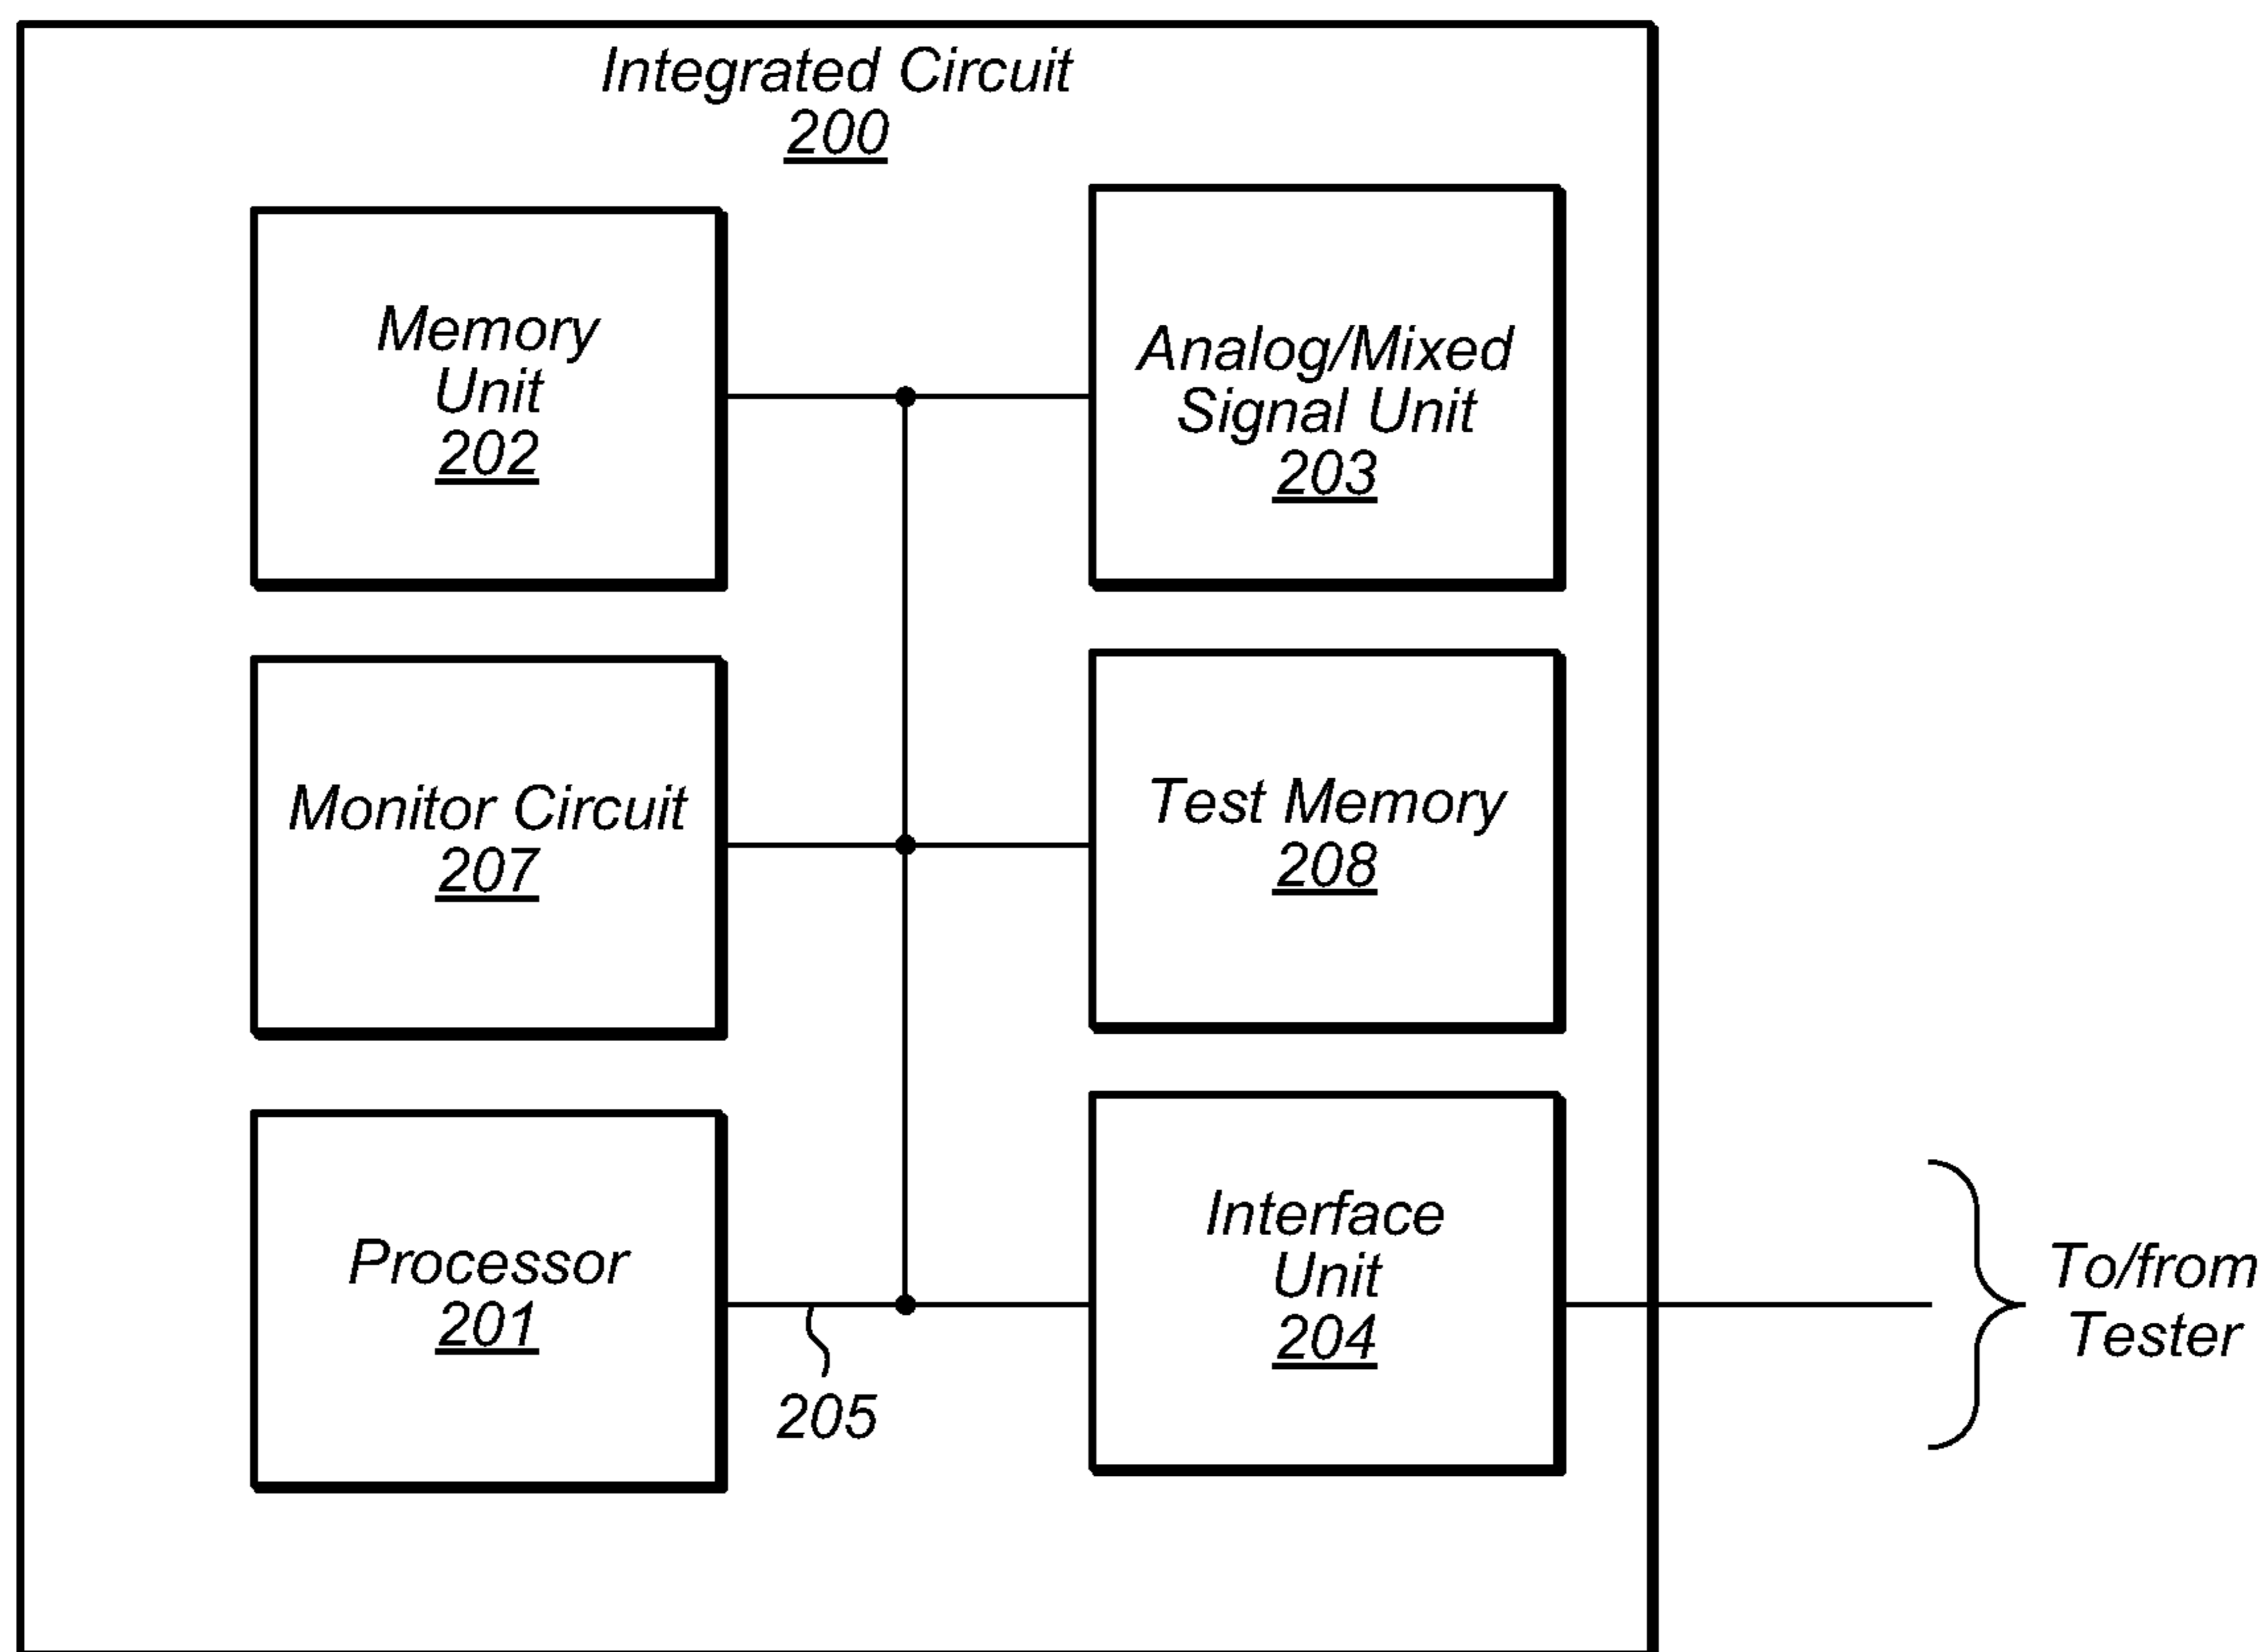 Integrated Circuit
200
Memory
Unit
202
Analog/Mixed
Signal Unit
203
Monitor Circuit
207
Test Memory
208
Processor
201
205
Interface
Unit
204
To/from
Tester